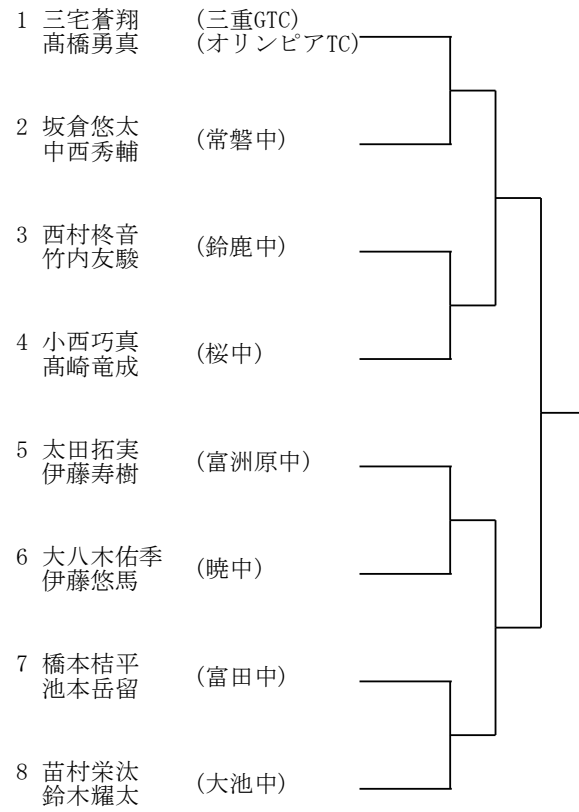 1 三宅蒼翔 (三重GTC)
髙橋勇真 (オリンピアTC)
2 坂倉悠太
中西秀輔 (常磐中)
3 西村柊音
竹内友駿 (鈴鹿中)
4 小西巧真
髙崎竜成 (桜中)
5 太田拓実
伊藤寿樹 (富洲原中)
6 大八木佑季
伊藤悠馬 (暁中)
7 橋本桔平
池本岳留 (富田中)
8 苗村栄汰
鈴木耀太 (大池中)